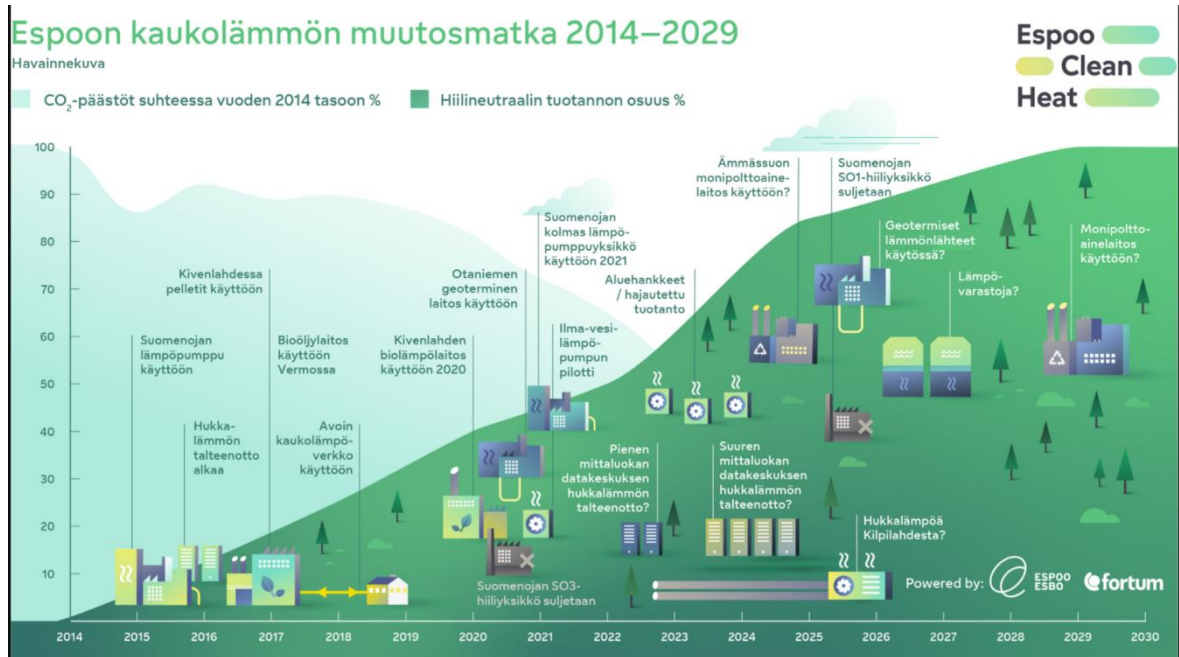 Espoon kaukolämmön muutosmatka 2014–2029
Havainnekuva
CO₂-päästöt suhteessa vuoden 2014 tasoon %
Hiilineutraalin tuotannon osuus %
Espoo
Clean
Heat
100
90
80
70
60
50
40
30
20
10
Suomenojan
lämpöpumppu
käyttöön
Hukka-
lämmön
talteenotto
alkaa
Kivenlahdessa
pelletit käyttöön
Bioöljylaitos
käyttöön
Vermossa
Avoin
kaukolämpö-
verkko
käyttöön
Kivenlahden
biolämpölaitos
käyttöön 2020
Suomenojan SO3-
hiiliyksikkö suljetaan
Otaniemen
geoterminen
laitos käyttöön
Suomenojan
kolmas lämpö-
pumppuyksikkö
käyttöön 2021
Ilma-vesi-
lämpö-
pumpun
pilotti
Pienen
mittaluokan
datakeskuksen
hukkalämmön
talteenotto?
Aluehankkeet
/ hajautettu
tuotanto
Suuren
mittaluokan
datakeskuksen
hukkalämmön
talteenotto?
Ämmässuon
monipolttoaine-
laitos käyttöön?
Suomenojan
SO1-hiiliyksikkö
suljetaan
Geotermiset
lämmönlähteet
käytössä?
Hukkalämpöä
Kilpilahdesta?
Lämpö-
varastoja?
Monipoltto-
ainelaitos
käyttöön?
Powered by:
ESPOO
ESBO
fortum
2014
2015
2016
2017
2018
2019
2020
2021
2022
2023
2024
2025
2026
2027
2028
2029
2030